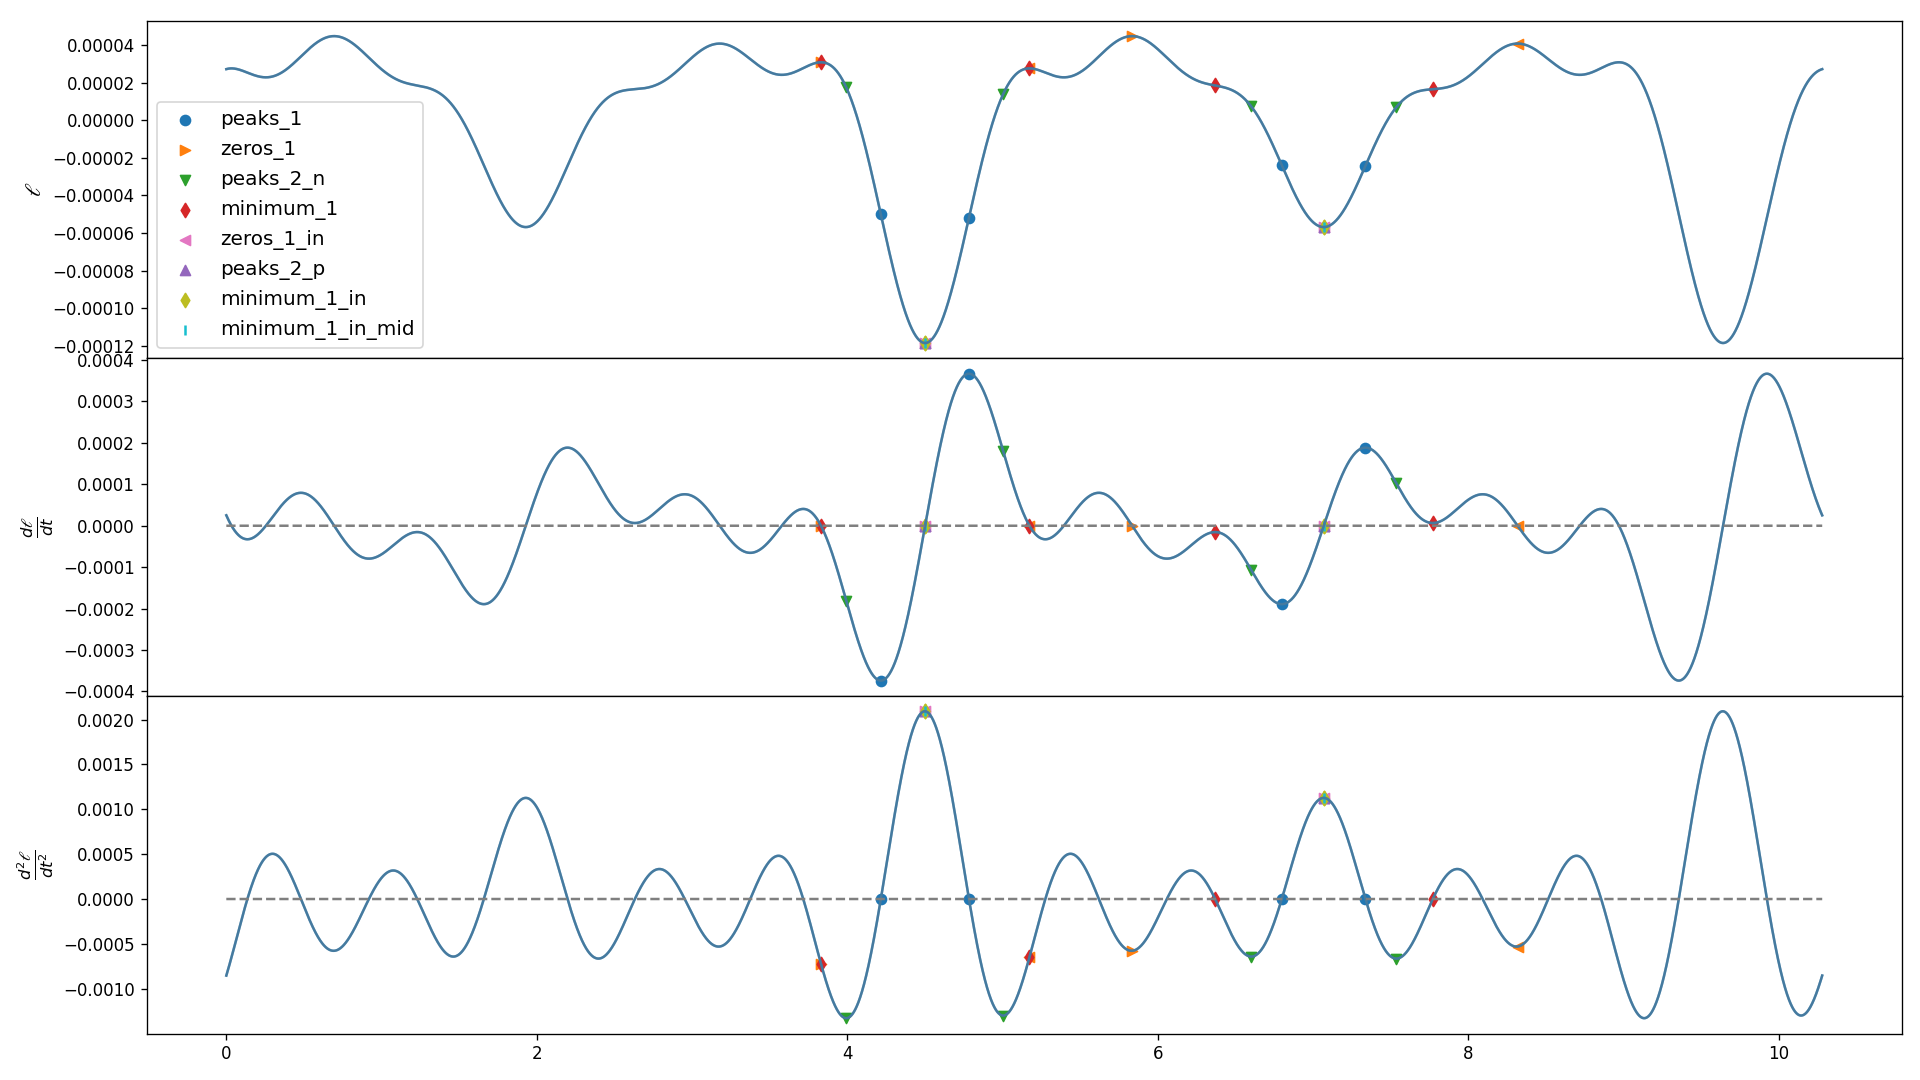 0.00004
0.00002
0.00000
−0.00002
−0.00004
−0.00006
−0.00008
−0.00010
−0.00012
ℓ
peaks_1
zeros_1
peaks_2_n
minimum_1
zeros_1_in
peaks_2_p
minimum_1_in
minimum_1_in_mid
0.0004
0.0003
0.0002
0.0001
0.0000
−0.0001
−0.0002
−0.0003
−0.0004
dℓ
dt
0.0020
0.0015
0.0010
0.0005
0.0000
−0.0005
−0.0010
d²ℓ
dt²
0 2 4 6 8 10